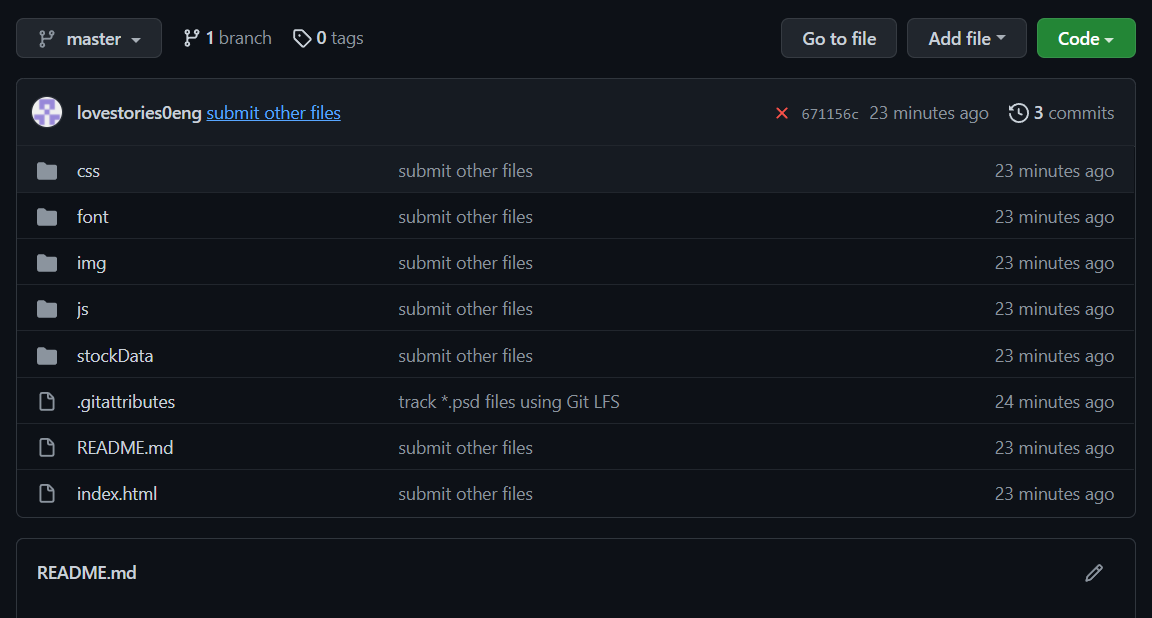 master 1 branch 0 tags Go to file Add file Code
lovestories0eng submit other files 671156c 23 minutes ago 3 commits
css submit other files 23 minutes ago
font submit other files 23 minutes ago
img submit other files 23 minutes ago
js submit other files 23 minutes ago
stockData submit other files 23 minutes ago
.gitattributes track *.psd files using Git LFS 24 minutes ago
README.md submit other files 23 minutes ago
index.html submit other files 23 minutes ago
README.md